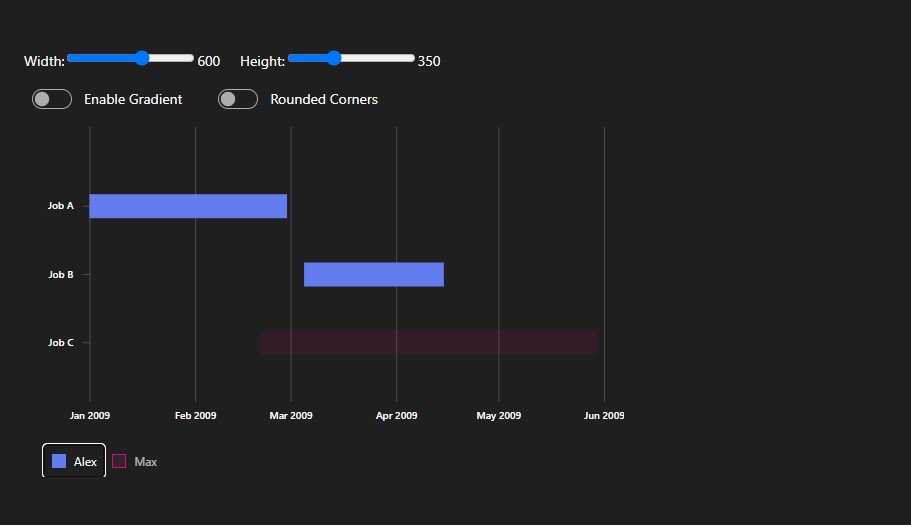 Width: 600 Height: 350
Enable Gradient Rounded Corners
Job A
Job B
Job C
Jan 2009 Feb 2009 Mar 2009 Apr 2009 May 2009 Jun 2009
Alex Max